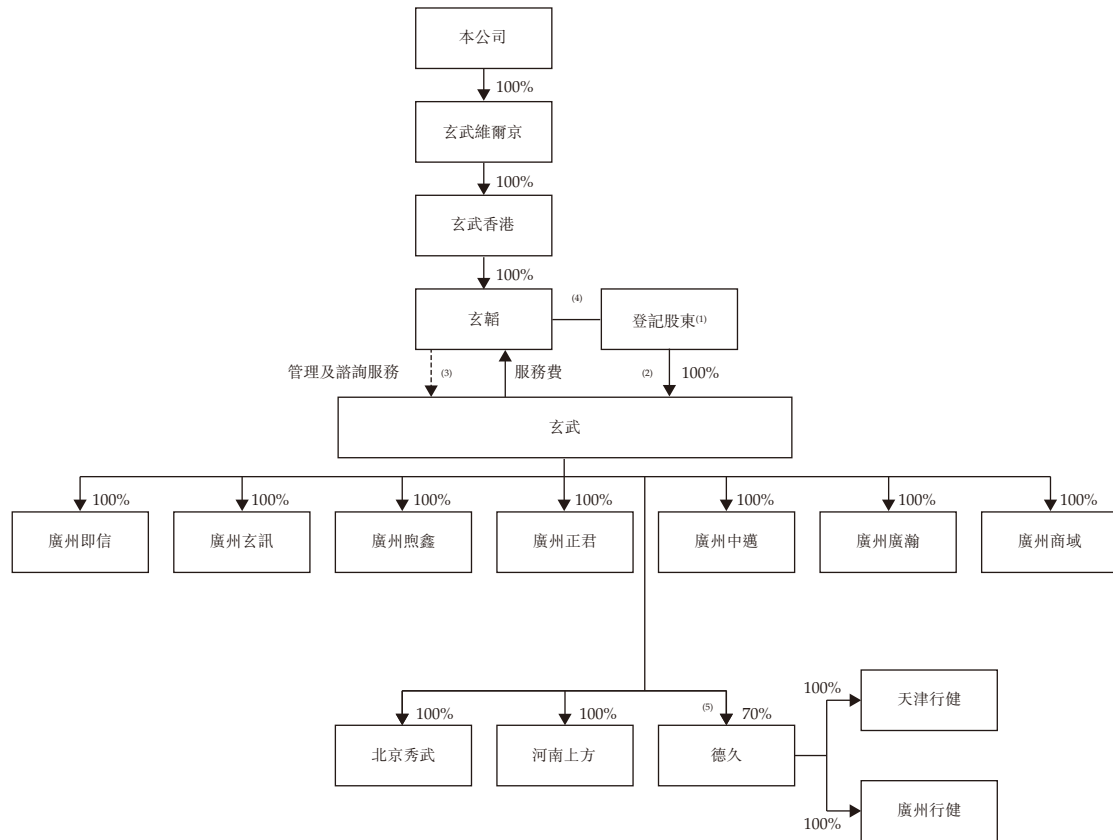 本公司
100%
玄武維爾京
100%
玄武香港
100%
玄韜
(4)
登記股東(1)
管理及諮詢服務
(3)
服務費
(2)
100%
玄武
100%
100%
100%
100%
100%
100%
100%
廣州即信
廣州玄訊
廣州煦鑫
廣州正君
廣州中邁
廣州廣瀚
廣州商域
100%
天津行健
100%
100%
(5)
70%
北京秀武
河南上方
德久
廣州行健
100%